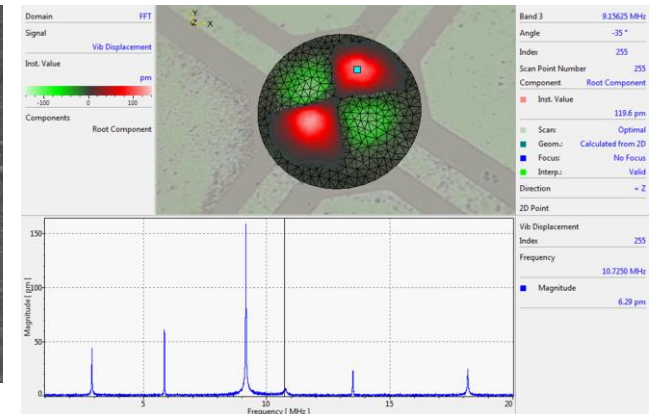 Domain FFT
Signal
Vib Displacement
Inst. Value
pm
-100 0 100
Components
Root Component
Y
Z X
Band 3 9.15625 MHz
Angle -35 °
Index 255
Scan Point Number 255
Component Root Component
Inst. Value
119.6 pm
Scan: Optimal
Geom.: Calculated from 2D
Focus: No Focus
Interp.: Valid
Direction + Z
2D Point
Vib Displacement
Index 255
Frequency
10.7250 MHz
Magnitude
6.29 pm
Magnitude [ pm ]
150
100
50
0
5 10 15 20
Frequency [ MHz ]